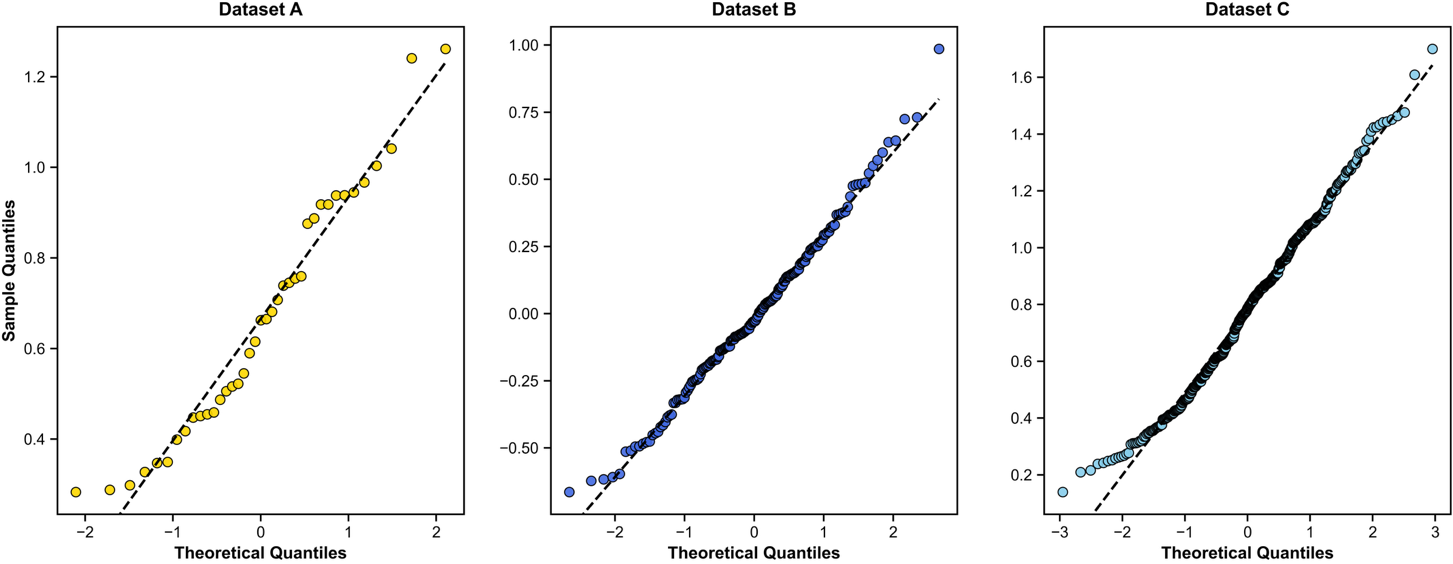 Dataset A
Sample Quantiles
1.2
1.0
0.8
0.6
0.4
−2 −1 0 1 2
Theoretical Quantiles
Dataset B
1.00
0.75
0.50
0.25
0.00
−0.25
−0.50
−2 −1 0 1 2
Theoretical Quantiles
Dataset C
1.6
1.4
1.2
1.0
0.8
0.6
0.4
0.2
−3 −2 −1 0 1 2 3
Theoretical Quantiles